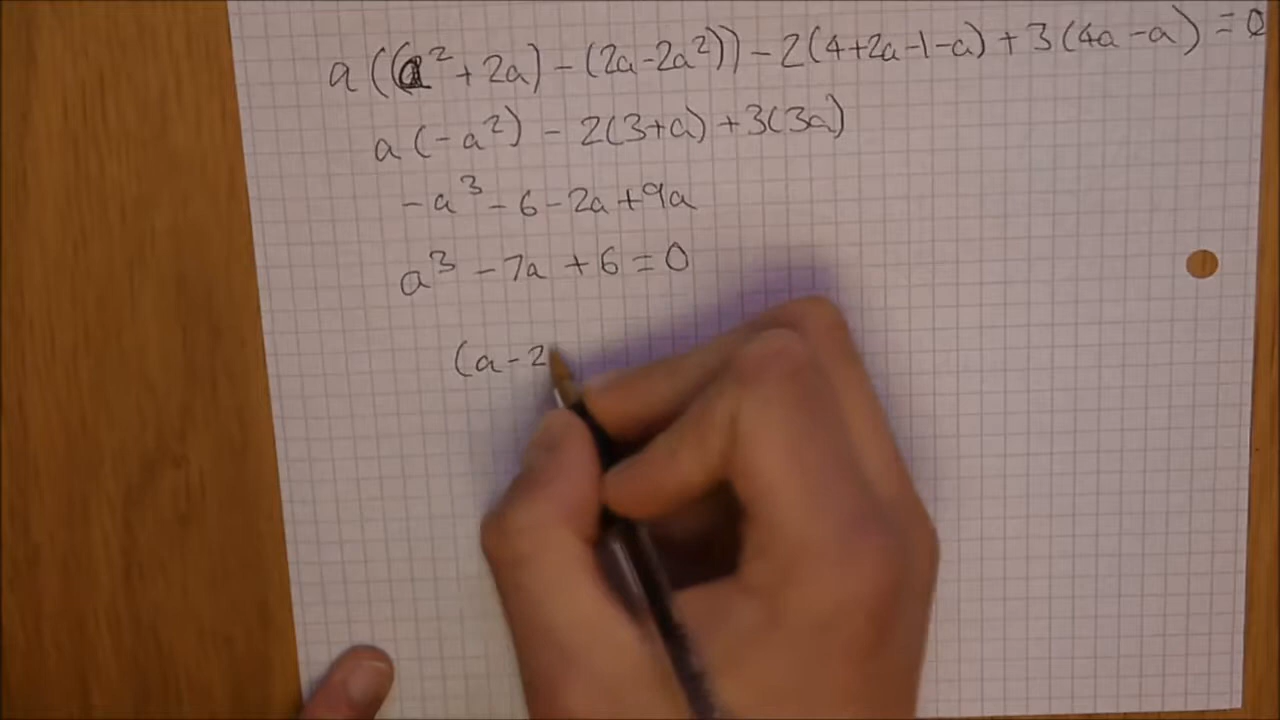 a((a²+2a)-(2a-2a²))-2(4+2a-1-a)+3(4a-a)=0
a(-a²)-2(3+a)+3(3a)
-a³-6-2a+9a
a³-7a+6=0
(a-2